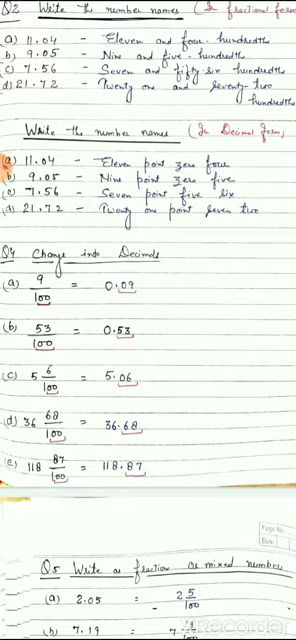 Q2 Write the number names (In fractional form)
a) 11.04 - Eleven and four-hundredth
b) 9.05 - Nine and five-hundredth
c) 7.56 - Seven and fifty-six hundredths
d) 21.72 - Twenty one and seventy-two
hundredths
Write the number names (In Decimal form)
(a) 11.04 - Eleven point zero four
(b) 9.05 - Nine point zero five
(c) 7.56 - Seven point five six
(d) 21.72 - Twenty one point seven two
Q4 Change into Decimals
(a) 9/100 = 0.09
(b) 53/100 = 0.53
(c) 5 6/100 = 5.06
(d) 36 68/100 = 36.68
(e) 118 87/100 = 118.87
Page No.
Date
Q5 Write as fraction as mixed number
(a) 2.05 = 2 5/100
(b) 7.19 = 7
Recorder